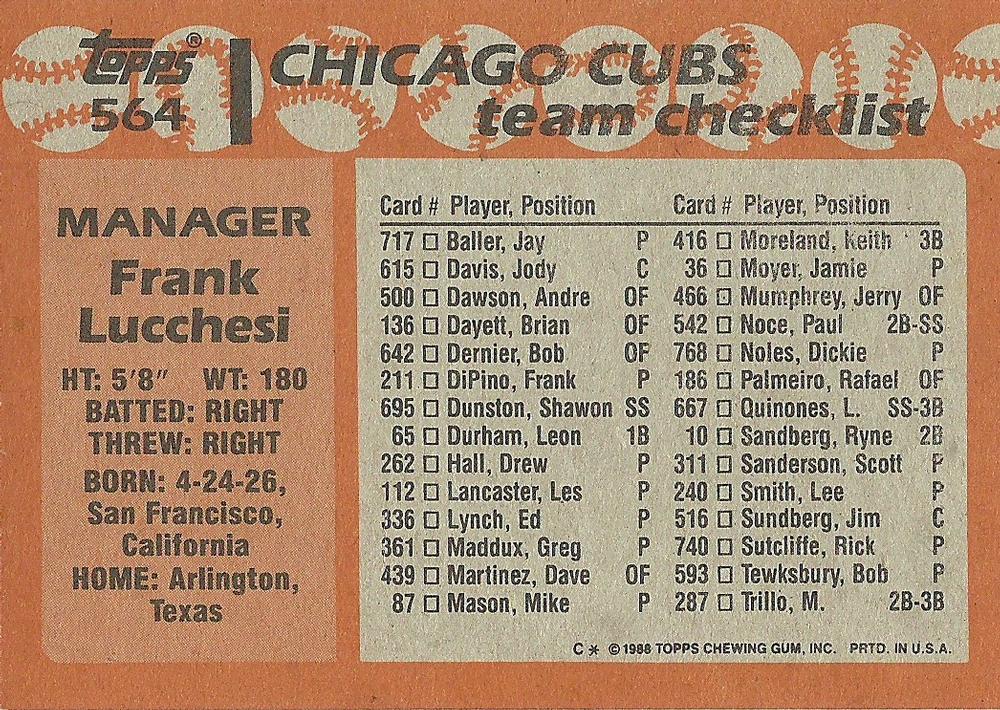 Topps®
564
CHICAGO CUBS
team checklist
MANAGER
Frank
Lucchesi
HT: 5'8" WT: 180
BATTED: RIGHT
THREW: RIGHT
BORN: 4-24-26,
San Francisco,
California
HOME: Arlington,
Texas
Card # Player, Position
717 □ Baller, Jay P
615 □ Davis, Jody C
500 □ Dawson, Andre OF
136 □ Dayett, Brian OF
642 □ Dernier, Bob OF
211 □ DiPino, Frank P
695 □ Dunston, Shawon SS
65 □ Durham, Leon 1B
262 □ Hall, Drew P
112 □ Lancaster, Les P
336 □ Lynch, Ed P
361 □ Maddux, Greg P
439 □ Martinez, Dave OF
87 □ Mason, Mike P
Card # Player, Position
416 □ Moreland, Keith 3B
36 □ Moyer, Jamie P
466 □ Mumphrey, Jerry OF
542 □ Noce, Paul 2B-SS
768 □ Noles, Dickie P
186 □ Palmeiro, Rafael OF
667 □ Quinones, L. SS-3B
10 □ Sandberg, Ryne 2B
311 □ Sanderson, Scott P
240 □ Smith, Lee P
516 □ Sundberg, Jim C
740 □ Sutcliffe, Rick P
593 □ Tewksbury, Bob P
287 □ Trillo, M. 2B-3B
C* © 1988 TOPPS CHEWING GUM, INC. PRTD. IN U.S.A.